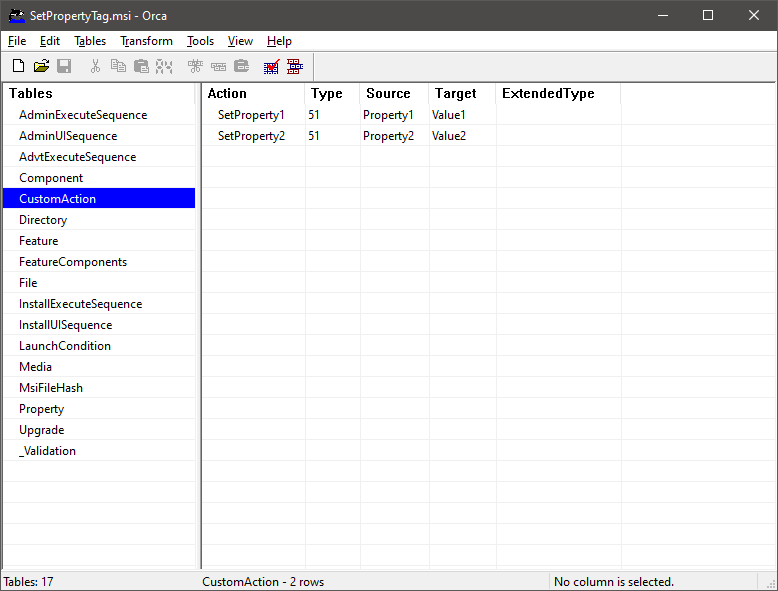 SetPropertyTag.msi - Orca
File Edit Tables Transform Tools View Help
Tables
AdminExecuteSequence
AdminUISequence
AdvtExecuteSequence
Component
CustomAction
Directory
Feature
FeatureComponents
File
InstallExecuteSequence
InstallUISequence
LaunchCondition
Media
MsiFileHash
Property
Upgrade
_Validation
Action Type Source Target ExtendedType
SetProperty1 51 Property1 Value1
SetProperty2 51 Property2 Value2
Tables: 17 CustomAction - 2 rows No column is selected.